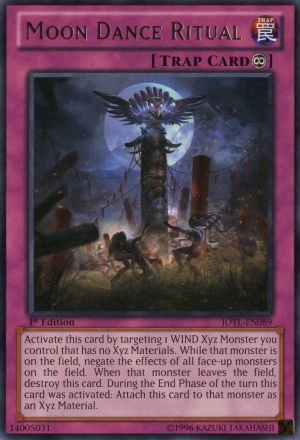 MOON DANCE RITUAL
TRAP
罠
[TRAP CARD]
1st Edition
JOTL-EN089
Activate this card by targeting 1 WIND Xyz Monster you
control that has no Xyz Materials. While that monster is
on the field, negate the effects of all face-up monsters
on the field. When that monster leaves the field,
destroy this card. During the End Phase of the turn this
card was activated: Attach this card to that monster as
an Xyz Material.
14005031
©1996 KAZUKI TAKAHASHI